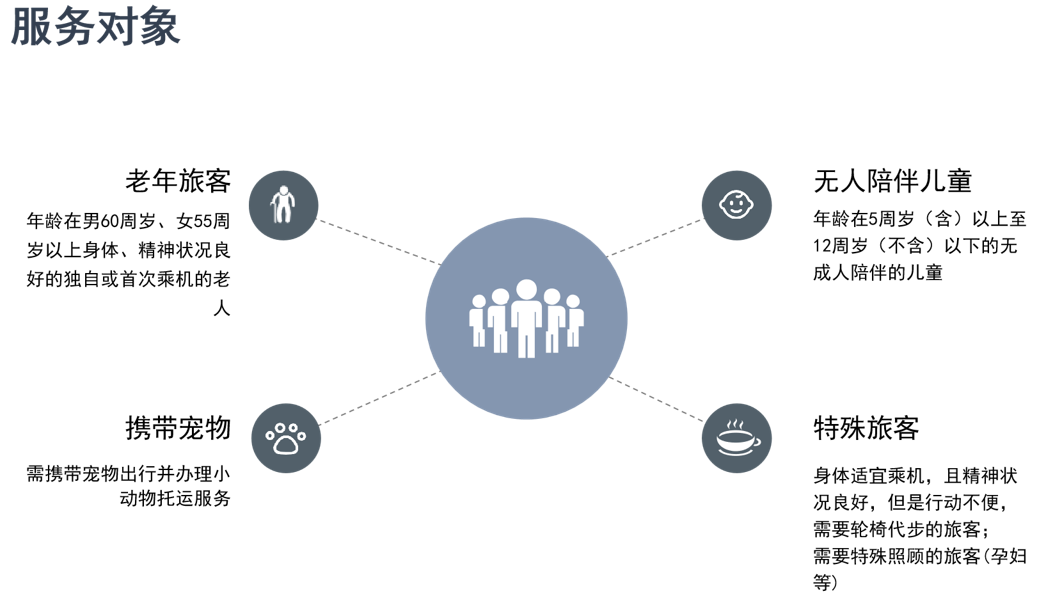 服务对象
老年旅客
年龄在男60周岁、女55周
岁以上身体、精神状况良
好的独自或首次乘机的老
人
无人陪伴儿童
年龄在5周岁（含）以上至
12周岁（不含）以下的无
成人陪伴的儿童
携带宠物
需携带宠物出行并办理小
动物托运服务
特殊旅客
身体适宜乘机，且精神状
况良好，但是行动不便，
需要轮椅代步的旅客；
需要特殊照顾的旅客(孕妇
等)